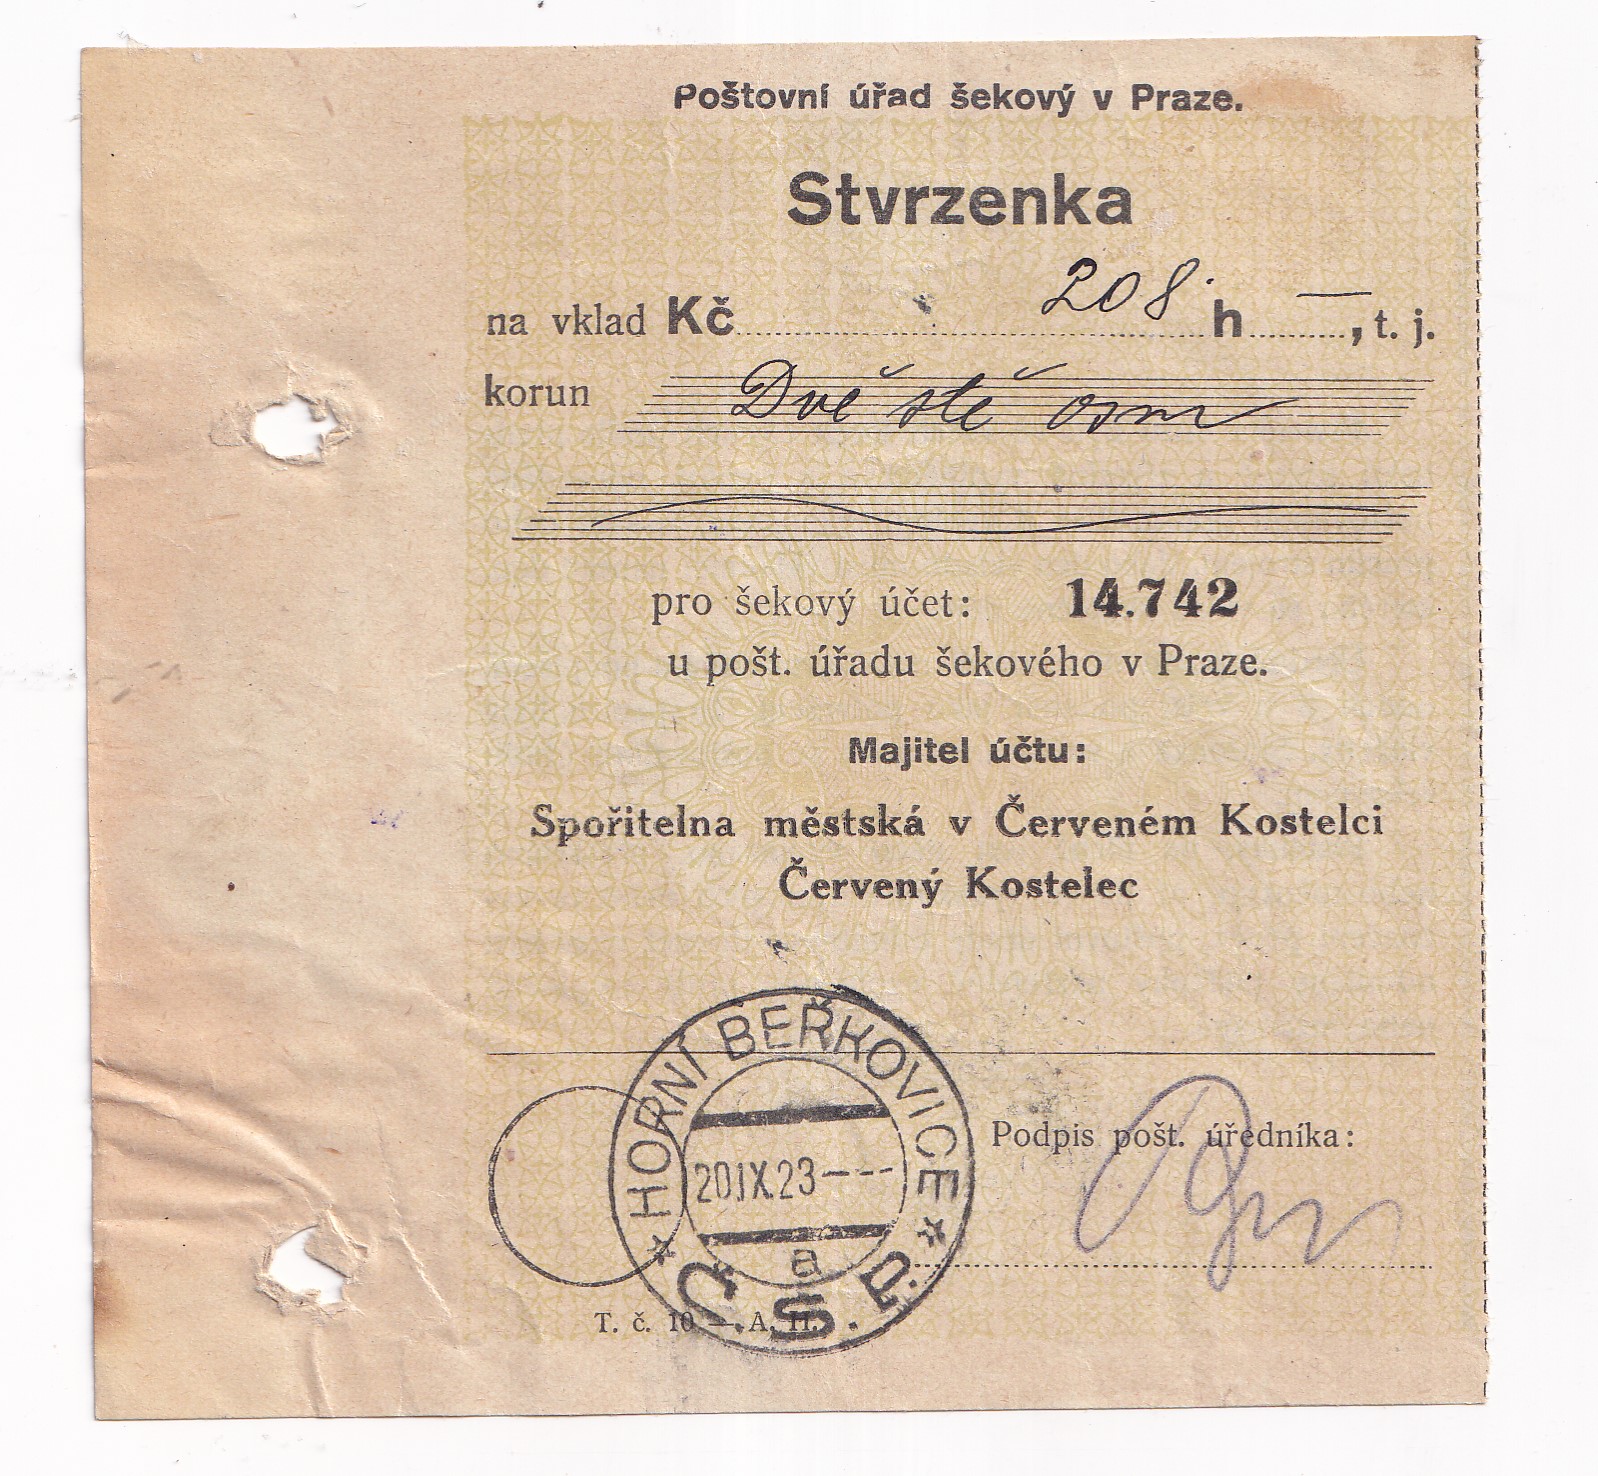 Poštovní úřad šekový v Praze.
Stvrzenka
na vklad Kč 208 h —, t. j.
korun Dvě stě osm
pro šekový účet: 14.742
u pošt. úřadu šekového v Praze.
Majitel účtu:
Spořitelna městská v Červeném Kostelci
Červený Kostelec
* HORNÍ BEŘKOVICE *
20.IX.23---
a
Č.S.P.
Podpis pošt. úředníka:
T. č. 10 — A. II.